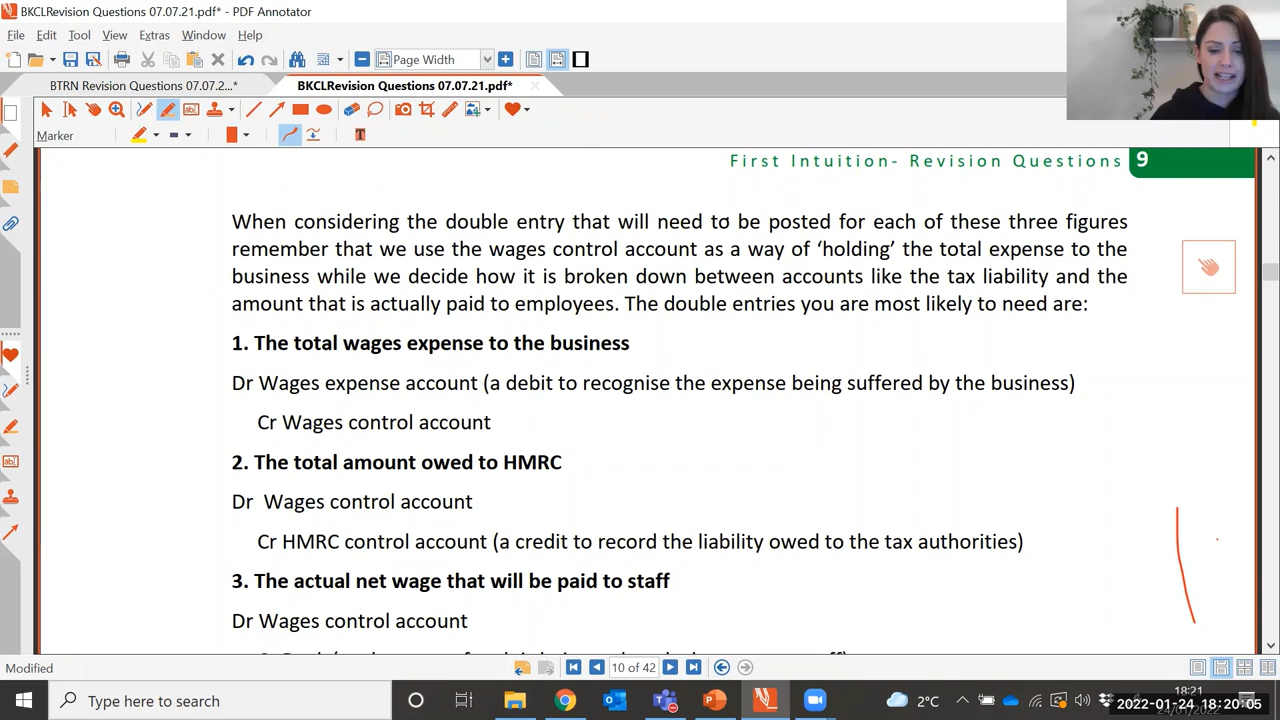 BKCLRevision Questions 07.07.21.pdf* - PDF Annotator
File Edit Tool View Extras Window Help
Page Width
BTRN Revision Questions 07.07.2...* BKCLRevision Questions 07.07.21.pdf*
Marker
First Intuition- Revision Questions 9
When considering the double entry that will need to be posted for each of these three figures
remember that we use the wages control account as a way of ‘holding’ the total expense to the
business while we decide how it is broken down between accounts like the tax liability and the
amount that is actually paid to employees. The double entries you are most likely to need are:
1. The total wages expense to the business
Dr Wages expense account (a debit to recognise the expense being suffered by the business)
Cr Wages control account
2. The total amount owed to HMRC
Dr Wages control account
Cr HMRC control account (a credit to record the liability owed to the tax authorities)
3. The actual net wage that will be paid to staff
Dr Wages control account
Modified
10 of 42
Type here to search
2°C
18:21
24/01/2022
2022-01-24 18:20:05